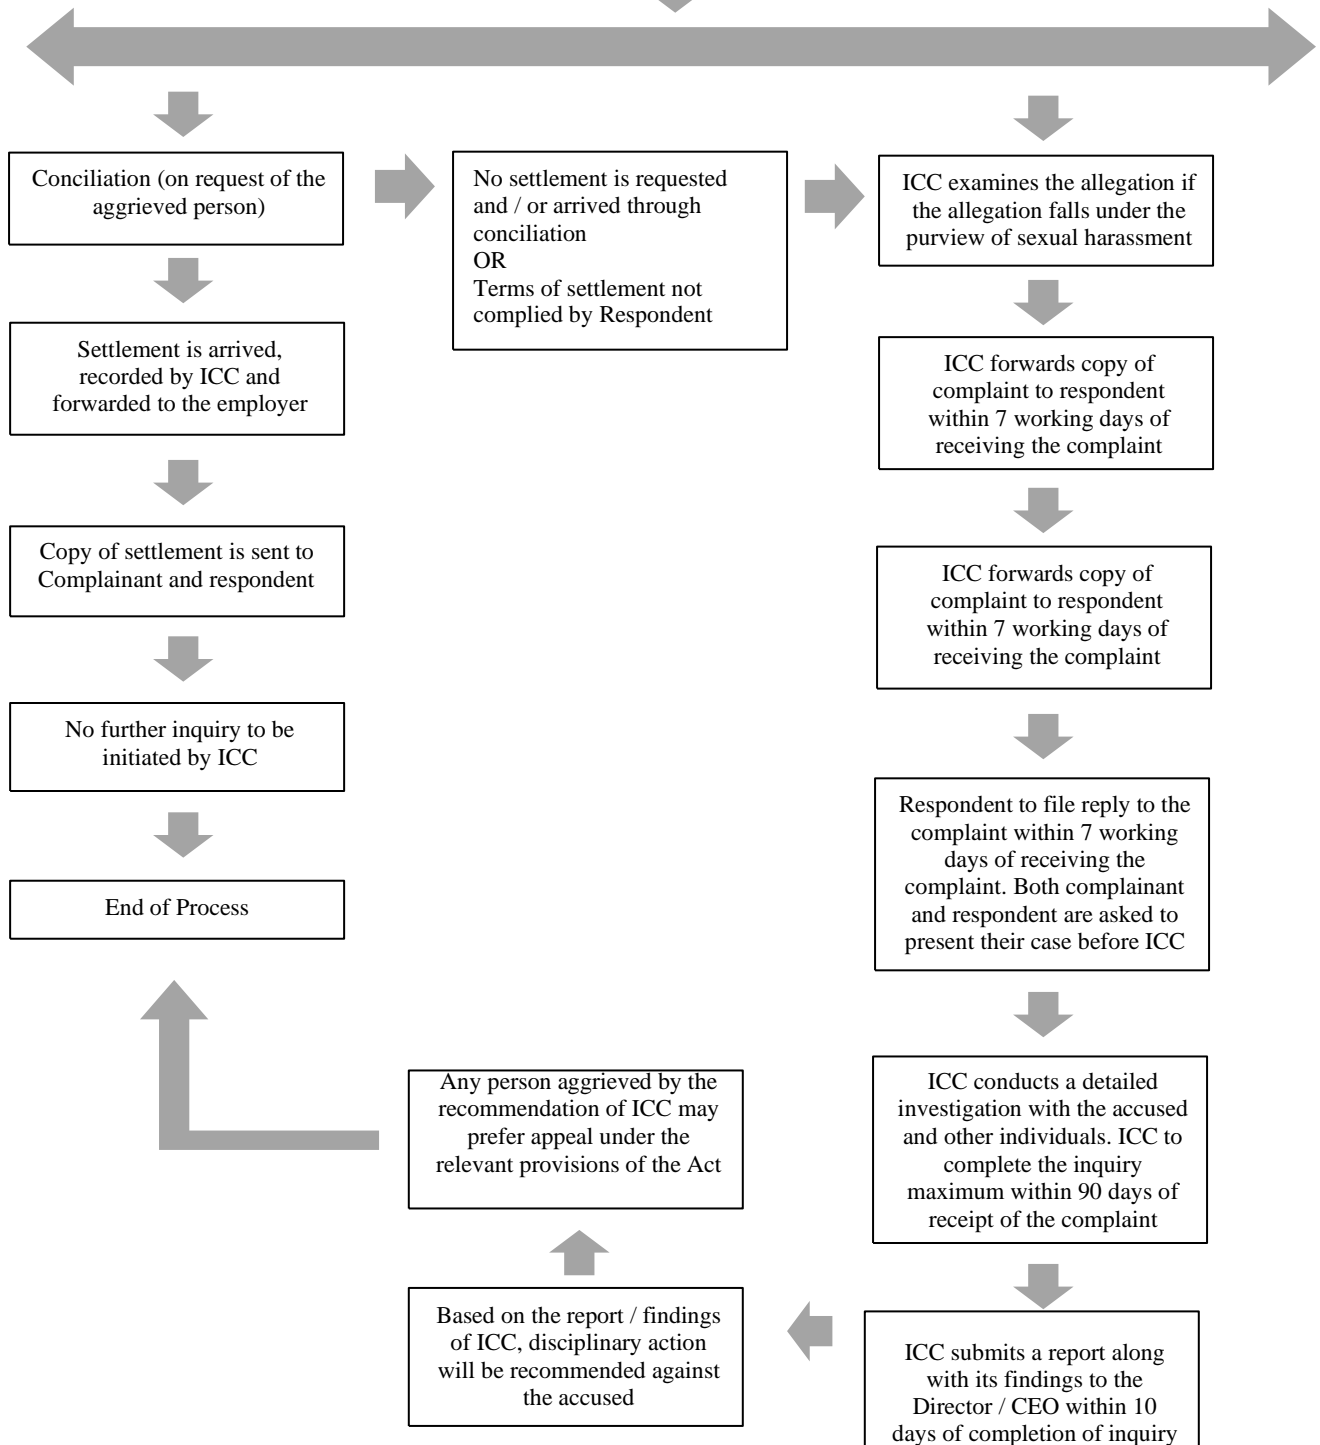 Conciliation (on request of the
aggrieved person)
No settlement is requested
and / or arrived through
conciliation
OR
Terms of settlement not
complied by Respondent
ICC examines the allegation if
the allegation falls under the
purview of sexual harassment
Settlement is arrived,
recorded by ICC and
forwarded to the employer
ICC forwards copy of
complaint to respondent
within 7 working days of
receiving the complaint
Copy of settlement is sent to
Complainant and respondent
ICC forwards copy of
complaint to respondent
within 7 working days of
receiving the complaint
No further inquiry to be
initiated by ICC
Respondent to file reply to the
complaint within 7 working
days of receiving the
complaint. Both complainant
and respondent are asked to
present their case before ICC
End of Process
Any person aggrieved by the
recommendation of ICC may
prefer appeal under the
relevant provisions of the Act
ICC conducts a detailed
investigation with the accused
and other individuals. ICC to
complete the inquiry
maximum within 90 days of
receipt of the complaint
Based on the report / findings
of ICC, disciplinary action
will be recommended against
the accused
ICC submits a report along
with its findings to the
Director / CEO within 10
days of completion of inquiry